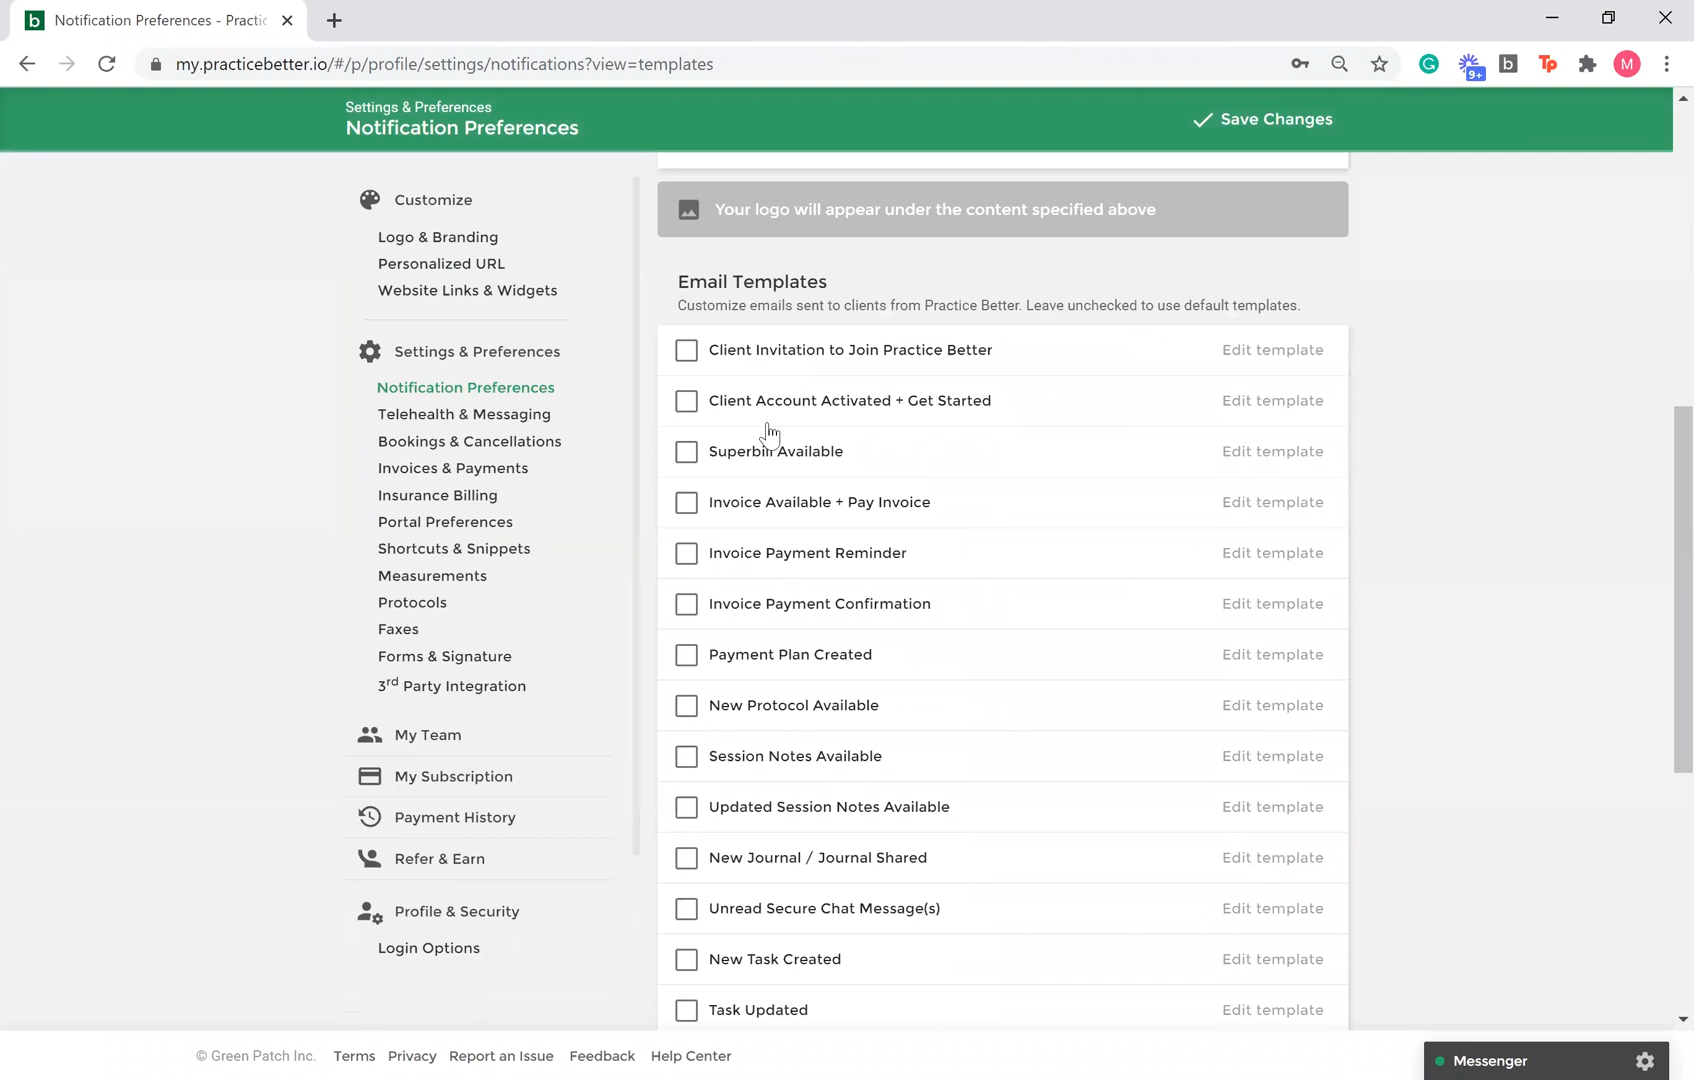 b Notification Preferences - Practic
my.practicebetter.io/#/p/profile/settings/notifications?view=templates
9+
b
Tp
M
Settings & Preferences
Notification Preferences
Save Changes
Customize
Logo & Branding
Personalized URL
Website Links & Widgets
Settings & Preferences
Notification Preferences
Telehealth & Messaging
Bookings & Cancellations
Invoices & Payments
Insurance Billing
Portal Preferences
Shortcuts & Snippets
Measurements
Protocols
Faxes
Forms & Signature
3rd Party Integration
My Team
My Subscription
Payment History
Refer & Earn
Profile & Security
Login Options
Your logo will appear under the content specified above
Email Templates
Customize emails sent to clients from Practice Better. Leave unchecked to use default templates.
Client Invitation to Join Practice Better Edit template
Client Account Activated + Get Started Edit template
Superbill Available Edit template
Invoice Available + Pay Invoice Edit template
Invoice Payment Reminder Edit template
Invoice Payment Confirmation Edit template
Payment Plan Created Edit template
New Protocol Available Edit template
Session Notes Available Edit template
Updated Session Notes Available Edit template
New Journal / Journal Shared Edit template
Unread Secure Chat Message(s) Edit template
New Task Created Edit template
Task Updated Edit template
© Green Patch Inc. Terms Privacy Report an Issue Feedback Help Center
Messenger